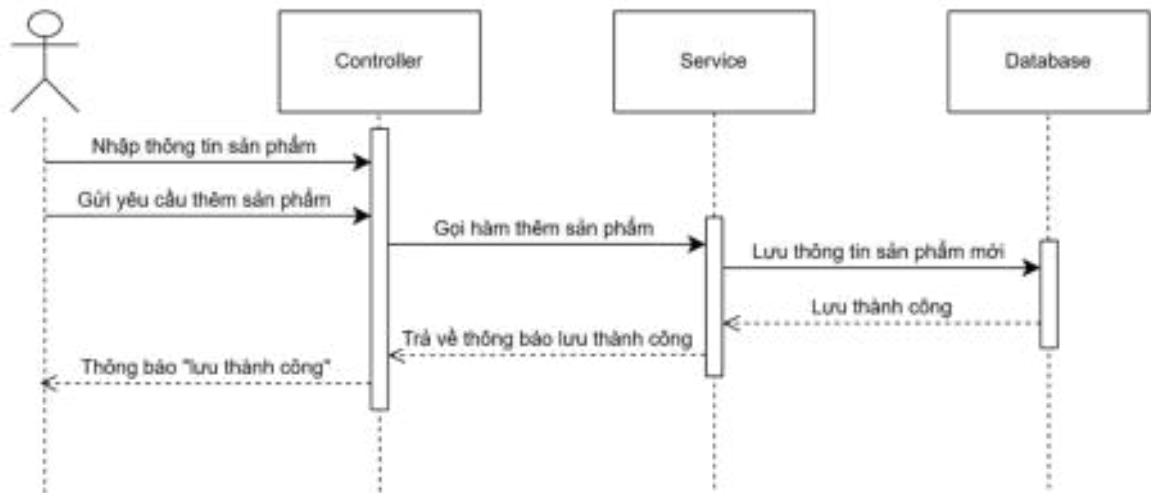 Controller
Service
Database
Nhập thông tin sản phẩm
Gửi yêu cầu thêm sản phẩm
Gọi hàm thêm sản phẩm
Lưu thông tin sản phẩm mới
Lưu thành công
Trả về thông báo lưu thành công
Thông báo "lưu thành công"